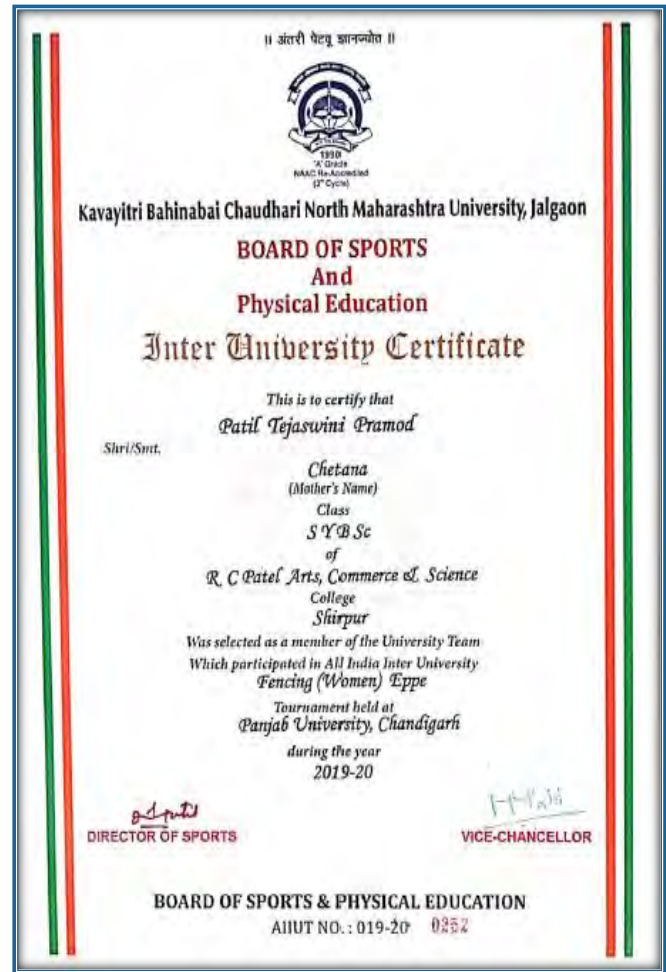 ॥ अंतरी पेटवू ज्ञानज्योत ॥
1990
'A' Grade
NAAC Re-Accredited
(3rd Cycle)
Kavayitri Bahinabai Chaudhari North Maharashtra University, Jalgaon
BOARD OF SPORTS
And
Physical Education
Inter University Certificate
This is to certify that
Patil Tejaswini Pramod
Shri/Smt.
Chetana
(Mother's Name)
Class
S Y B Sc
of
R. C Patel Arts, Commerce & Science
College
Shirpur
Was selected as a member of the University Team
Which participated in All India Inter University
Fencing (Women) Eppe
Tournament held at
Panjab University, Chandigarh
during the year
2019-20
DIRECTOR OF SPORTS
VICE-CHANCELLOR
BOARD OF SPORTS & PHYSICAL EDUCATION
AIIUT NO. : 019-20 0252